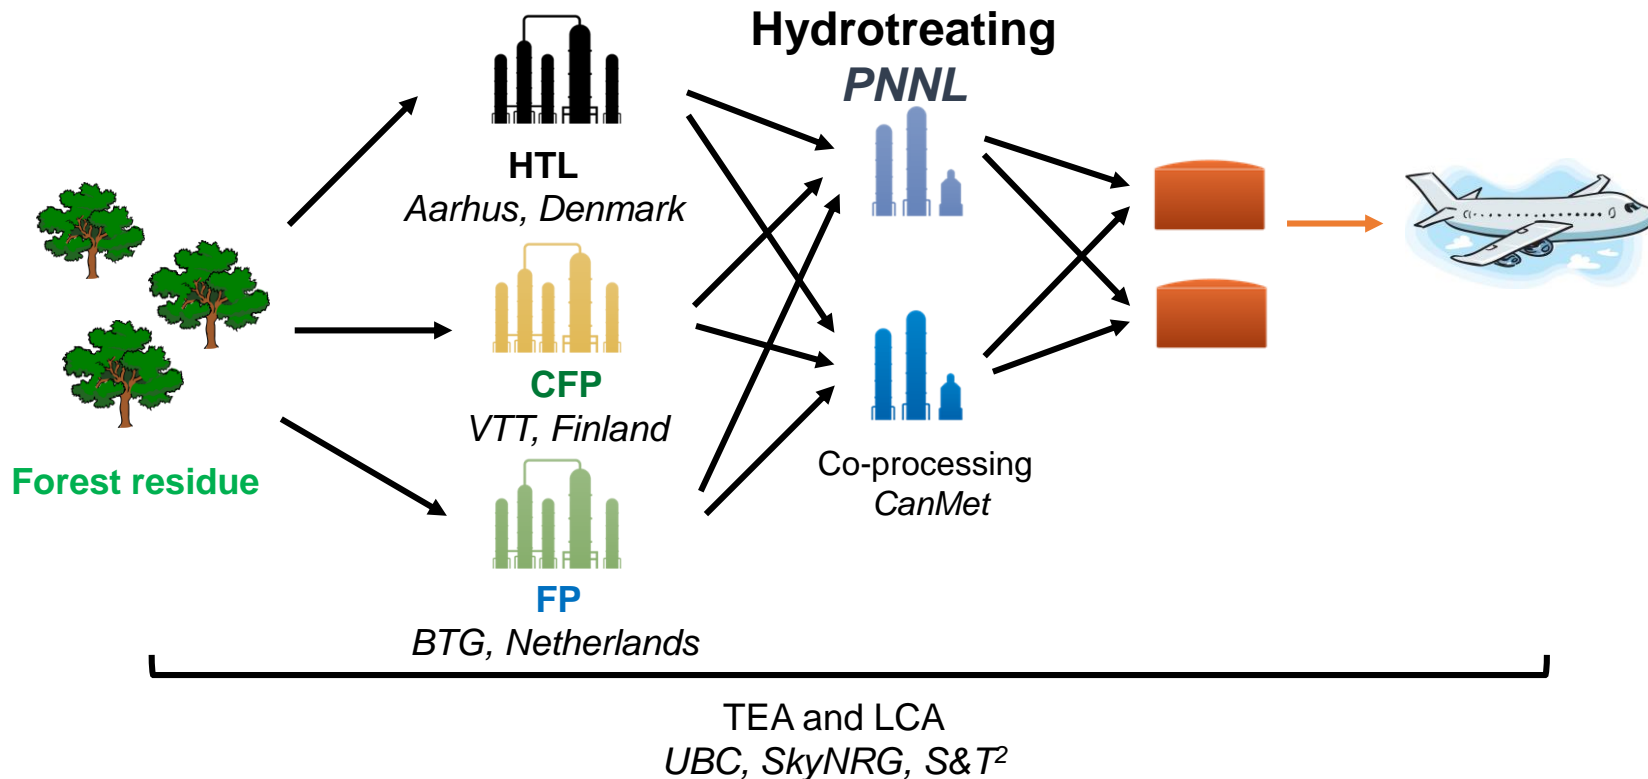 Hydrotreating
PNNL
HTL
Aarhus, Denmark
CFP
VTT, Finland
Forest residue
Co-processing
CanMet
FP
BTG, Netherlands
TEA and LCA
UBC, SkyNRG, S&T²